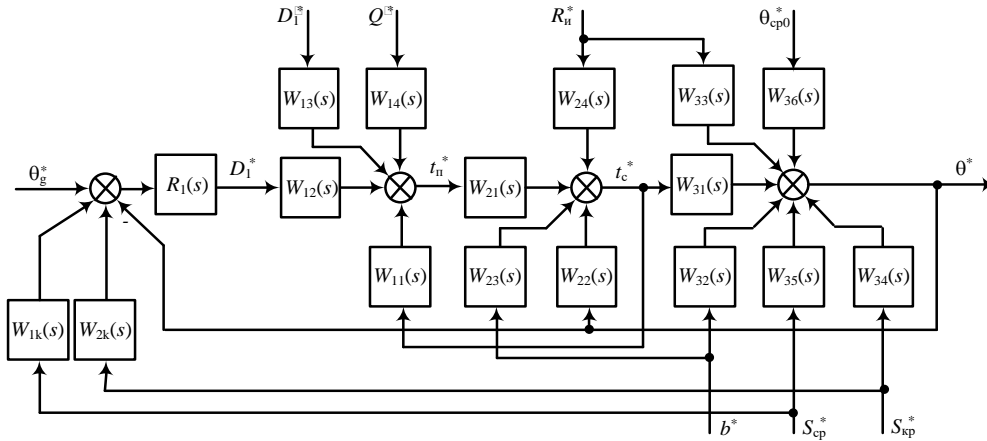 D₁*
Q*
Rи*
θср0*
W₁₃(s)
W₁₄(s)
W₂₄(s)
W₃₃(s)
W₃₆(s)
θg*
R₁(s)
D₁*
W₁₂(s)
tп*
W₂₁(s)
tс*
W₃₁(s)
θ*
-
W₁₁(s)
W₂₃(s)
W₂₂(s)
W₃₂(s)
W₃₅(s)
W₃₄(s)
W₁ₖ(s)
W₂ₖ(s)
b*
Sср*
Sкр*